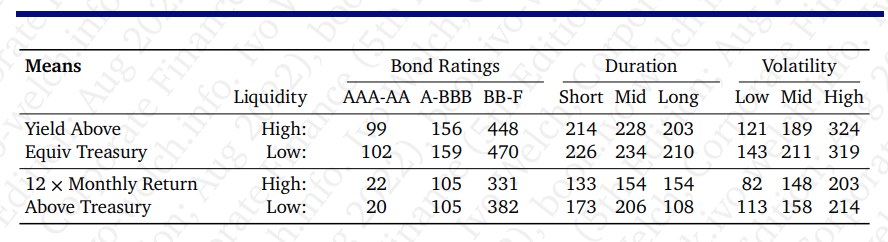 Means Bond Ratings Duration Volatility
Liquidity AAA-AA A-BBB BB-F Short Mid Long Low Mid High
Yield Above High: 99 156 448 214 228 203 121 189 324
Equiv Treasury Low: 102 159 470 226 234 210 143 211 319
12 × Monthly Return High: 22 105 331 133 154 154 82 148 203
Above Treasury Low: 20 105 382 173 206 108 113 158 214